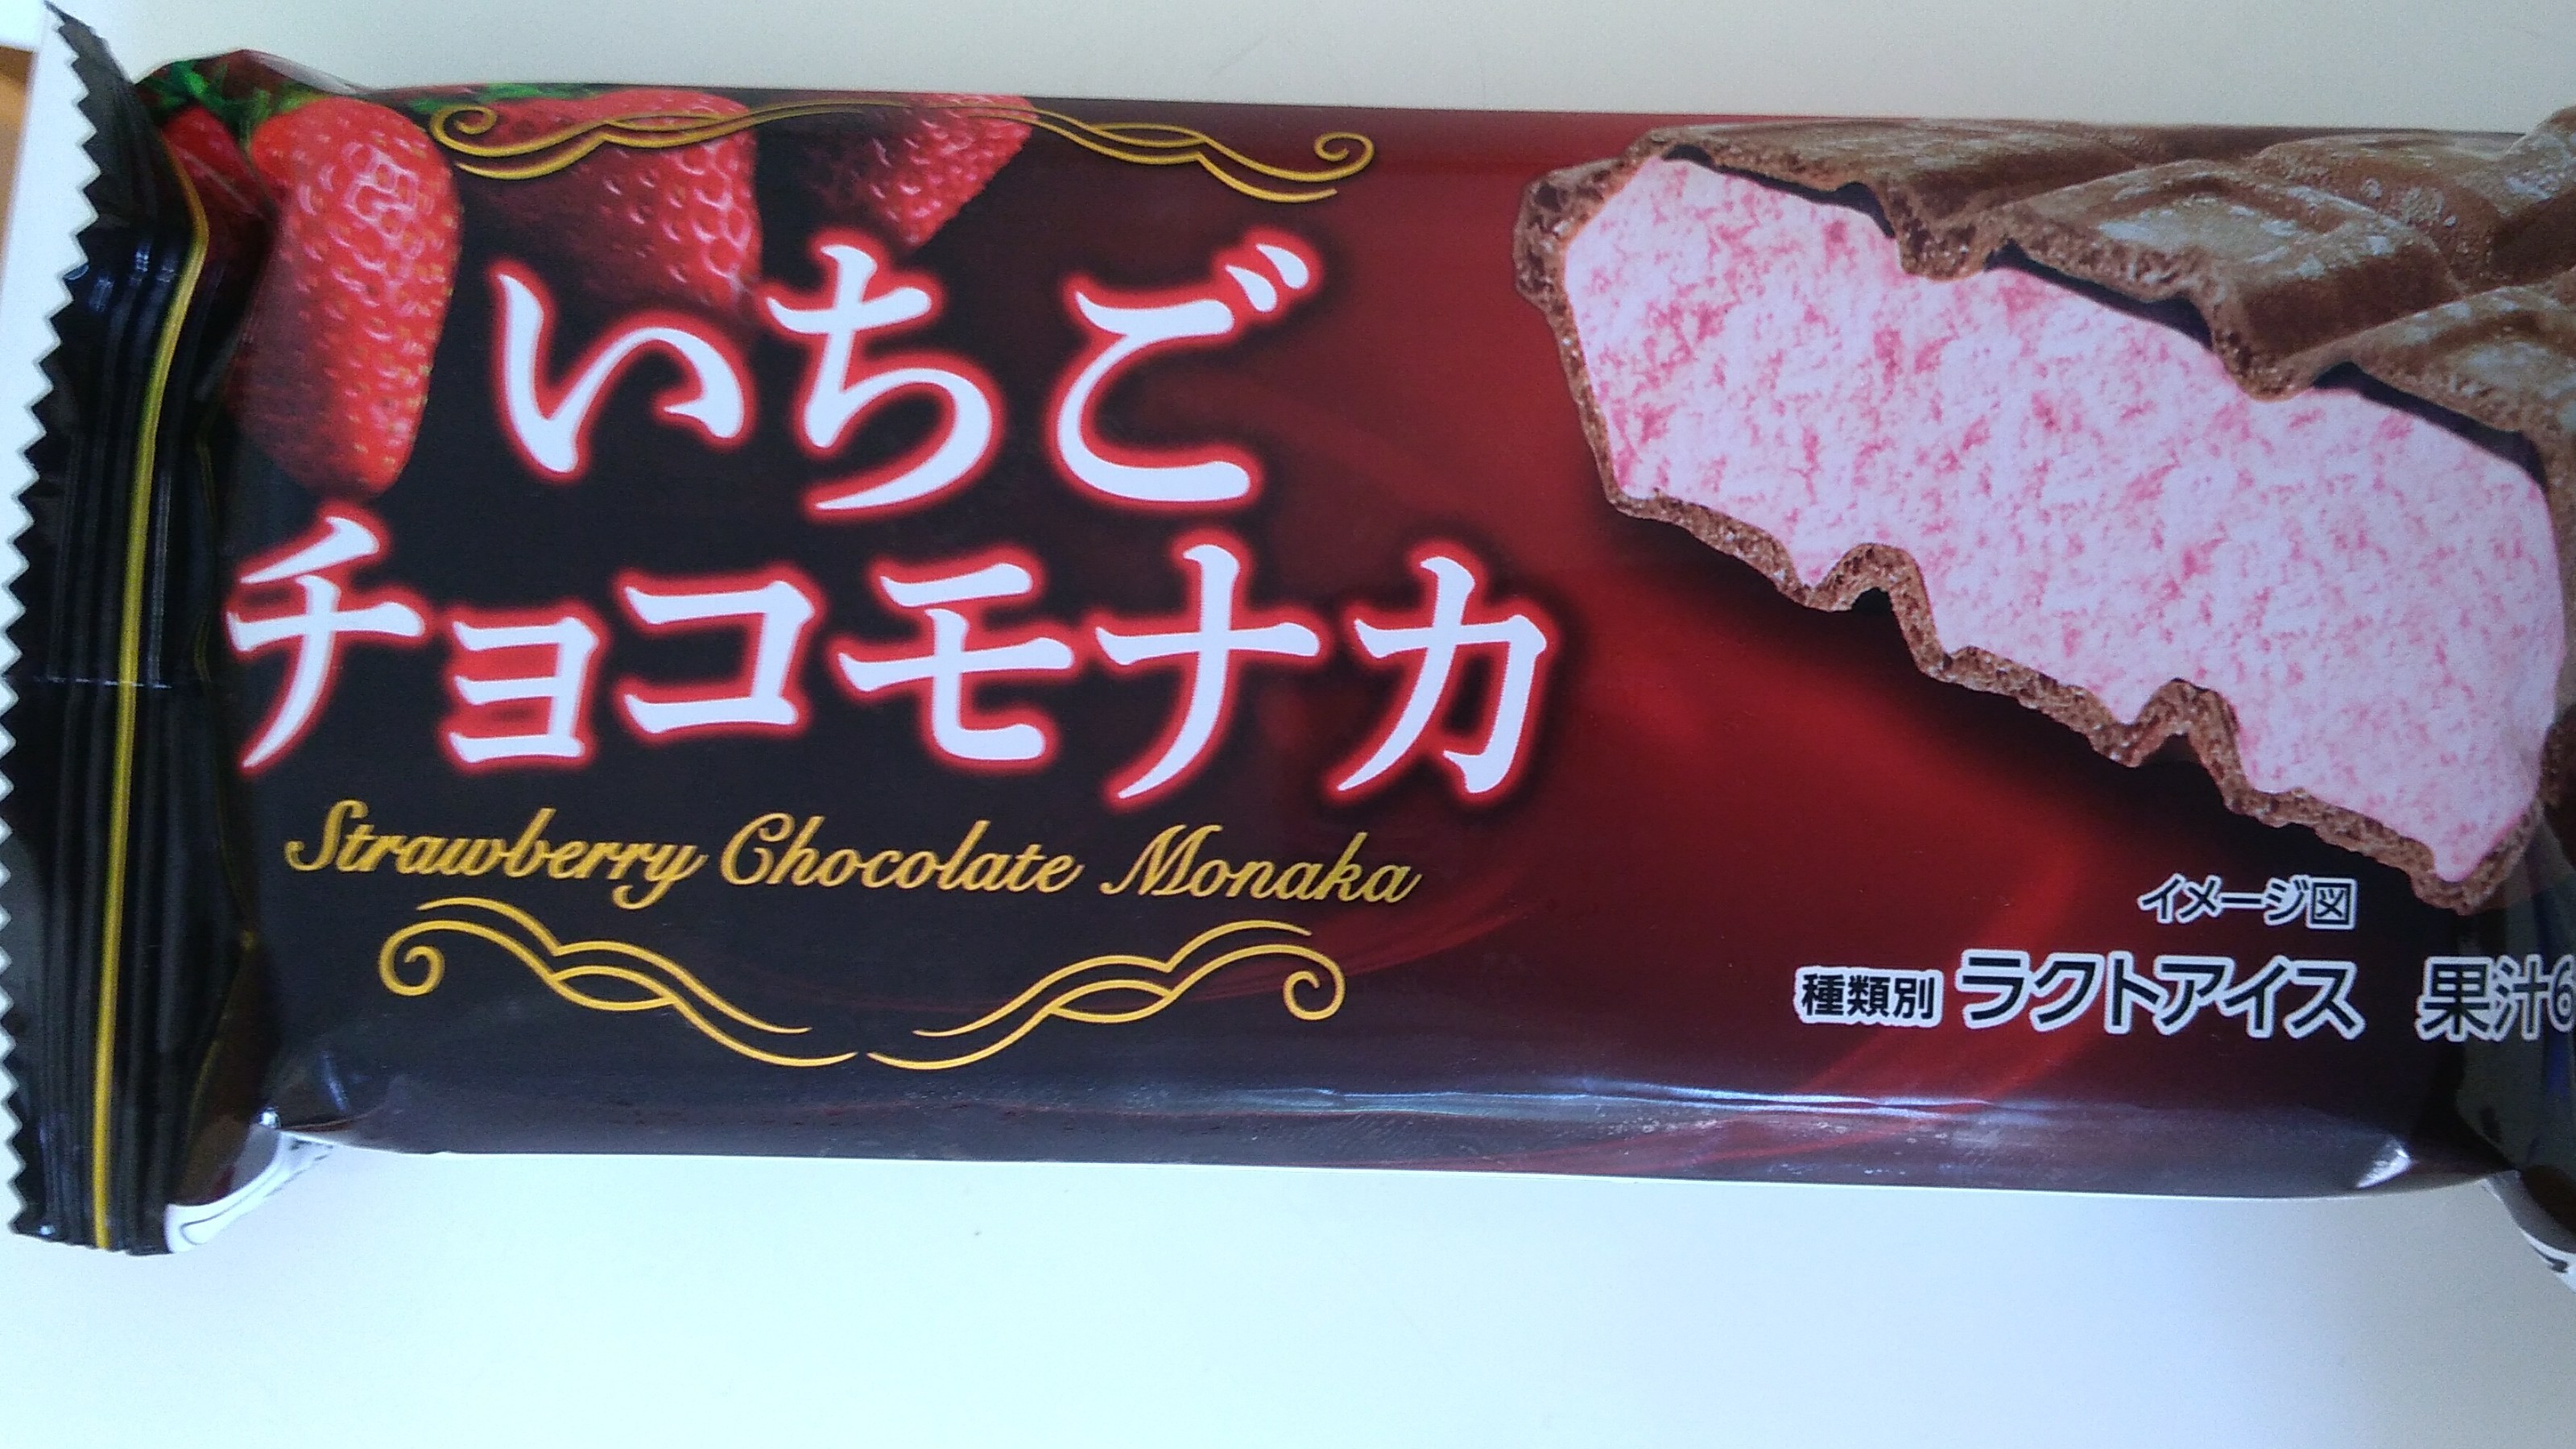 いちご
チョコモナカ
Strawberry Chocolate Monaka
イメージ図
種類別 ラクトアイス 果汁6